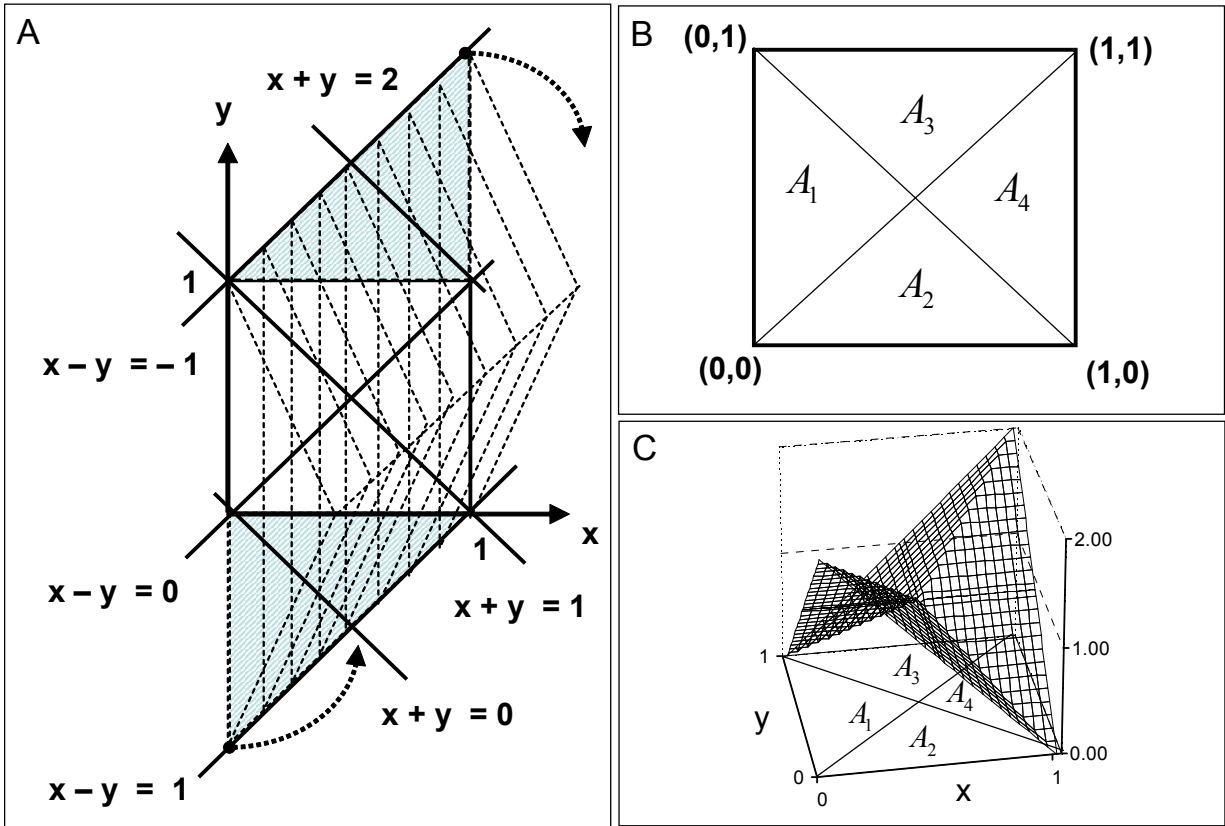 A
x + y = 2
y
1
x – y = – 1
x
1
x – y = 0
x + y = 1
x + y = 0
x – y = 1
B
(0,1)
(1,1)
A₃
A₁
A₄
A₂
(0,0)
(1,0)
C
2.00
1
1.00
A₃
A₄
A₁
y
A₂
0.00
0
1
0
x